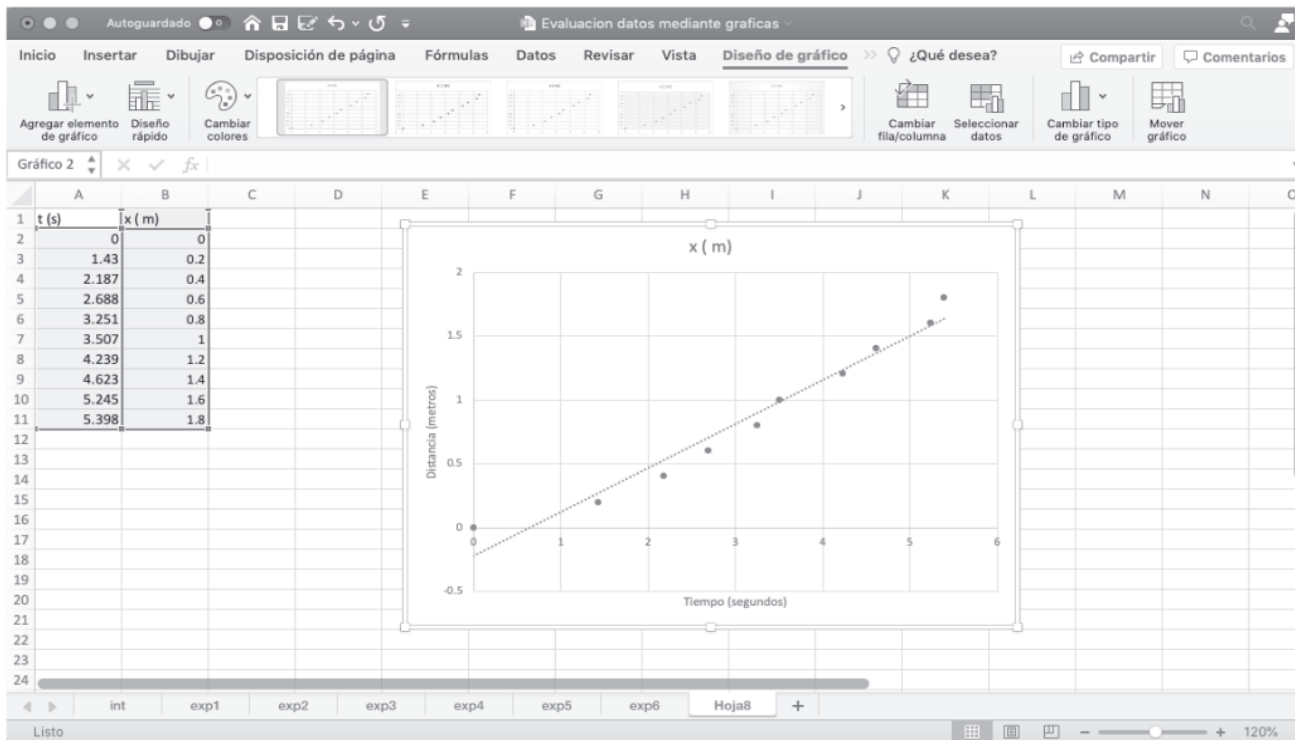 Autoguardado Evaluacion datos mediante graficas
Inicio Insertar Dibujar Disposición de página Fórmulas Datos Revisar Vista Diseño de gráfico >> ¿Qué desea? Compartir Comentarios
Agregar elemento de gráfico
Diseño rápido
Cambiar colores
Cambiar fila/columna
Seleccionar datos
Cambiar tipo de gráfico
Mover gráfico
Gráfico 2 fx
A B C D E F G H I J K L M N
1 t (s) x ( m)
2 0 0
3 1.43 0.2
4 2.187 0.4
5 2.688 0.6
6 3.251 0.8
7 3.507 1
8 4.239 1.2
9 4.623 1.4
10 5.245 1.6
11 5.398 1.8
12
13
14
15
16
17
18
19
20
21
22
23
24
x ( m)
2
1.5
1
0.5
0
-0.5
Distancia (metros)
0 1 2 3 4 5 6
Tiempo (segundos)
int exp1 exp2 exp3 exp4 exp5 exp6 Hoja8 +
Listo - + 120%